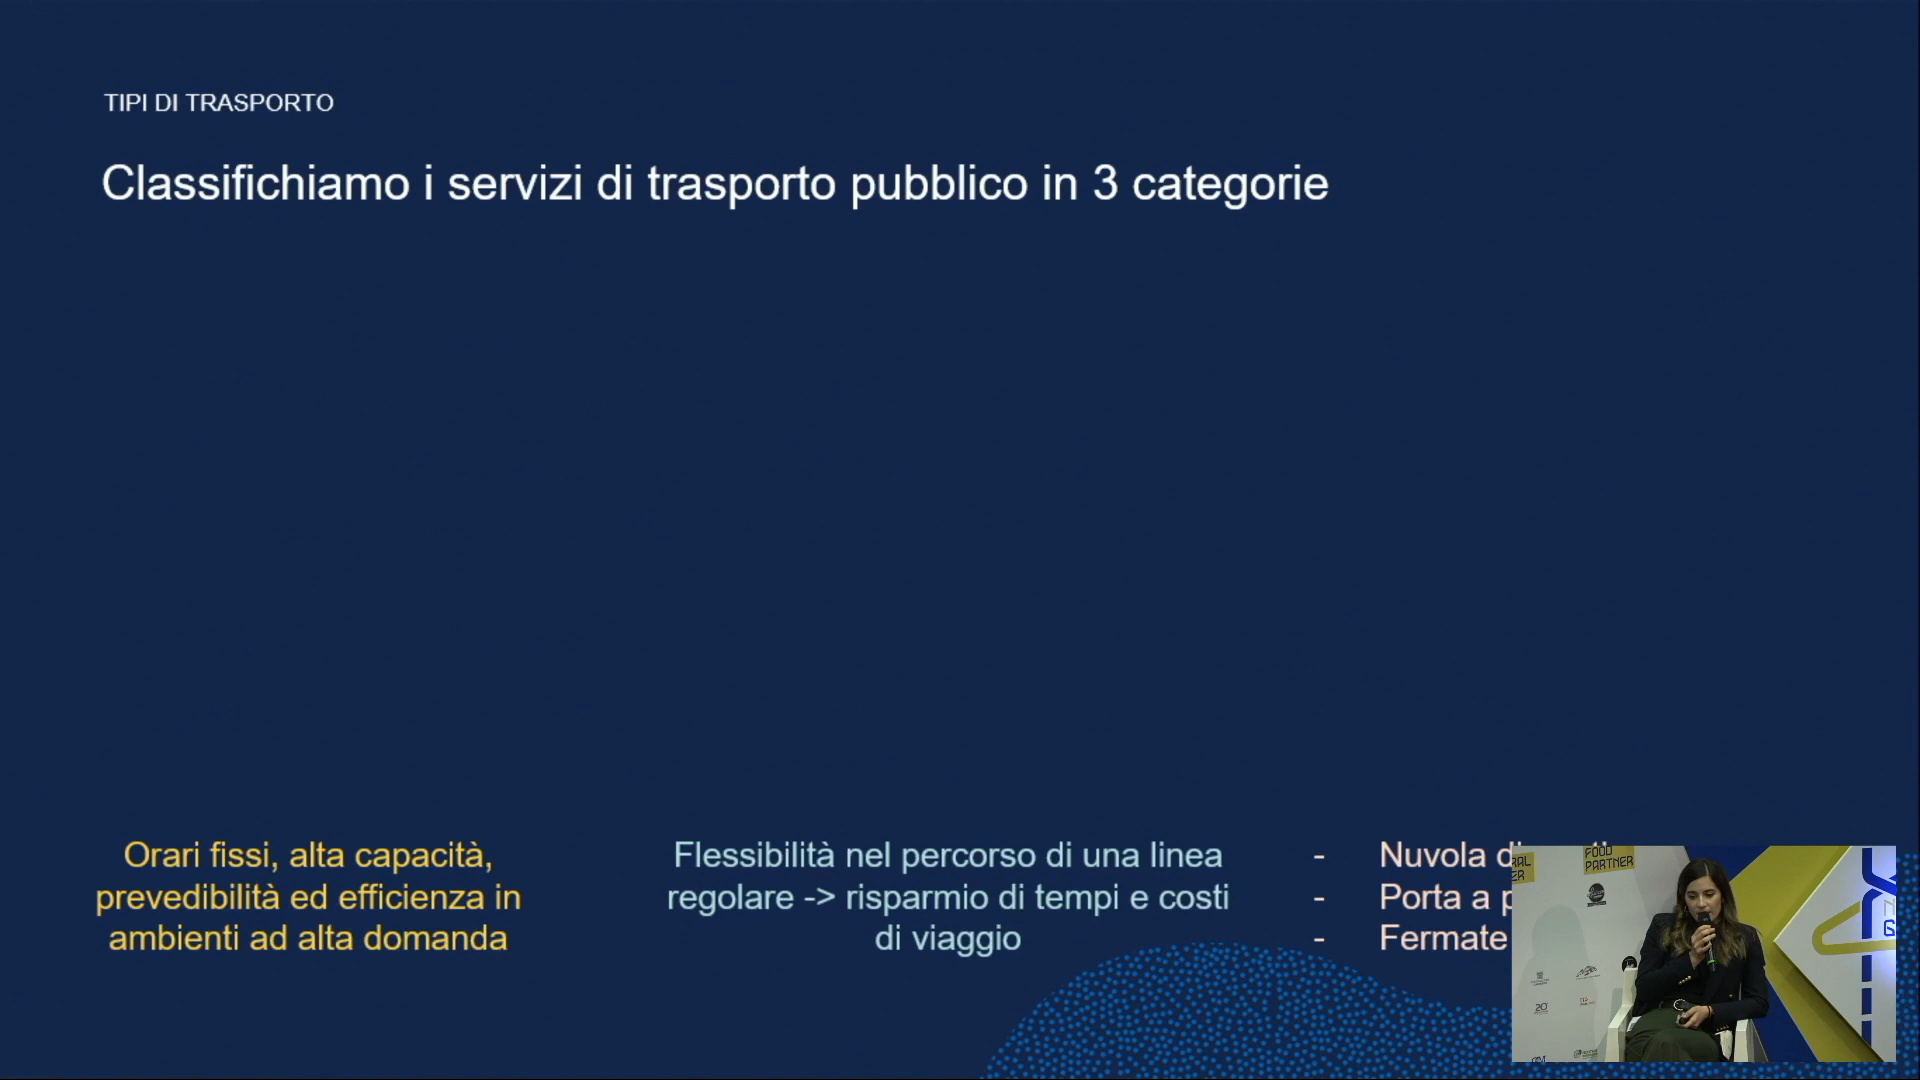 TIPI DI TRASPORTO
Classifichiamo i servizi di trasporto pubblico in 3 categorie
Orari fissi, alta capacità,
prevedibilità ed efficienza in
ambienti ad alta domanda
Flessibilità nel percorso di una linea
regolare -> risparmio di tempi e costi
di viaggio
- Nuvola
- Porta a
- Fermate
FOOD
PARTNER